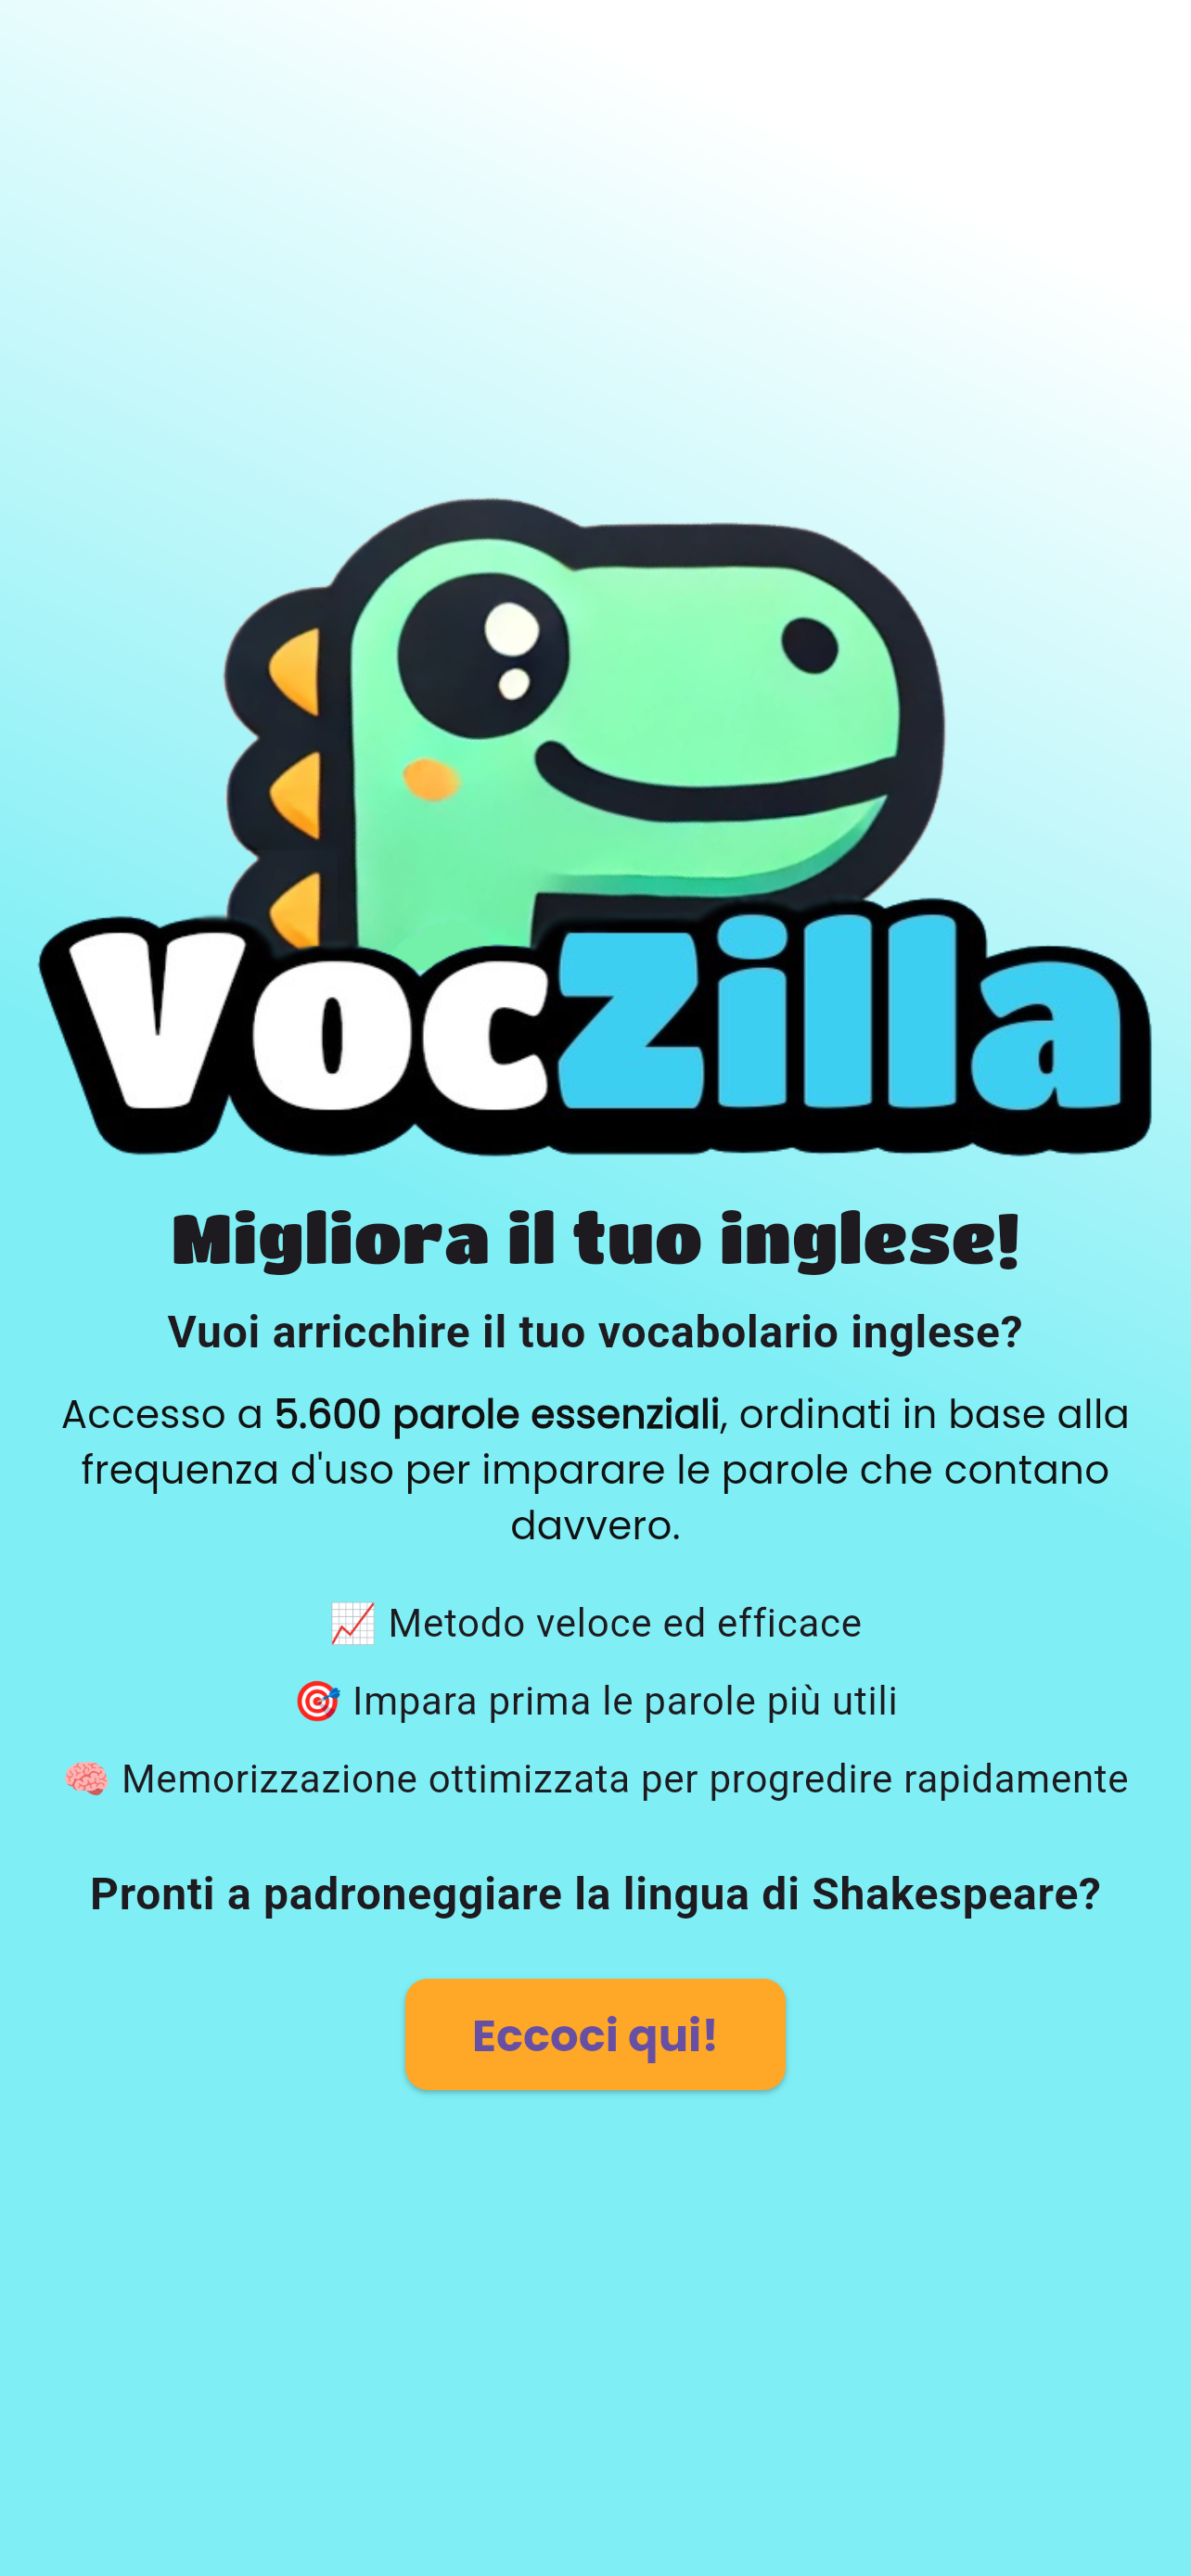 VocZilla
Migliora il tuo inglese!
Vuoi arricchire il tuo vocabolario inglese?
Accesso a 5.600 parole essenziali, ordinati in base alla
frequenza d'uso per imparare le parole che contano
davvero.
📈 Metodo veloce ed efficace
🎯 Impara prima le parole più utili
🧠 Memorizzazione ottimizzata per progredire rapidamente
Pronti a padroneggiare la lingua di Shakespeare?
Eccoci qui!